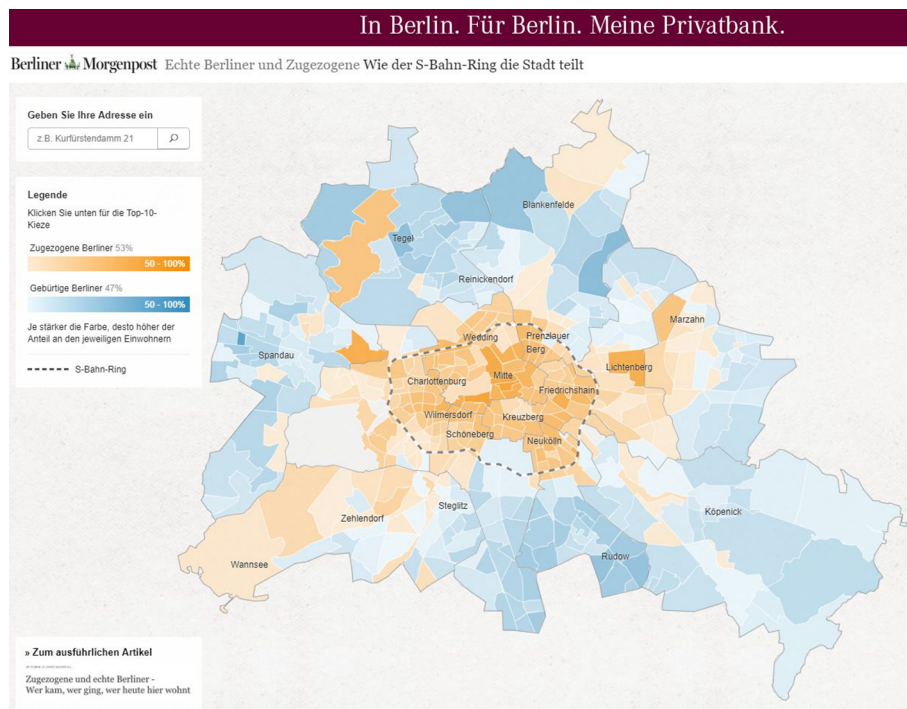 In Berlin. Für Berlin. Meine Privatbank.
Berliner Morgenpost Echte Berliner und Zugezogene Wie der S-Bahn-Ring die Stadt teilt
Geben Sie Ihre Adresse ein
z.B. Kurfürstendamm 21
Legende
Klicken Sie unten für die Top-10-
Kieze
Zugezogene Berliner 53%
50 - 100%
Gebürtige Berliner 47%
50 - 100%
Je stärker die Farbe, desto höher der
Anteil an den jeweiligen Einwohnern
S-Bahn-Ring
Blankenfelde
Tegel
Reinickendorf
Marzahn
Wedding
Prenzlauer
Berg
Spandau
Lichtenberg
Mitte
Charlottenburg
Friedrichshain
Wilmersdorf
Kreuzberg
Schöneberg
Neukölln
Steglitz
Köpenick
Zehlendorf
Rudow
Wannsee
» Zum ausführlichen Artikel
Zugezogene und echte Berliner -
Wer kam, wer ging, wer heute hier wohnt